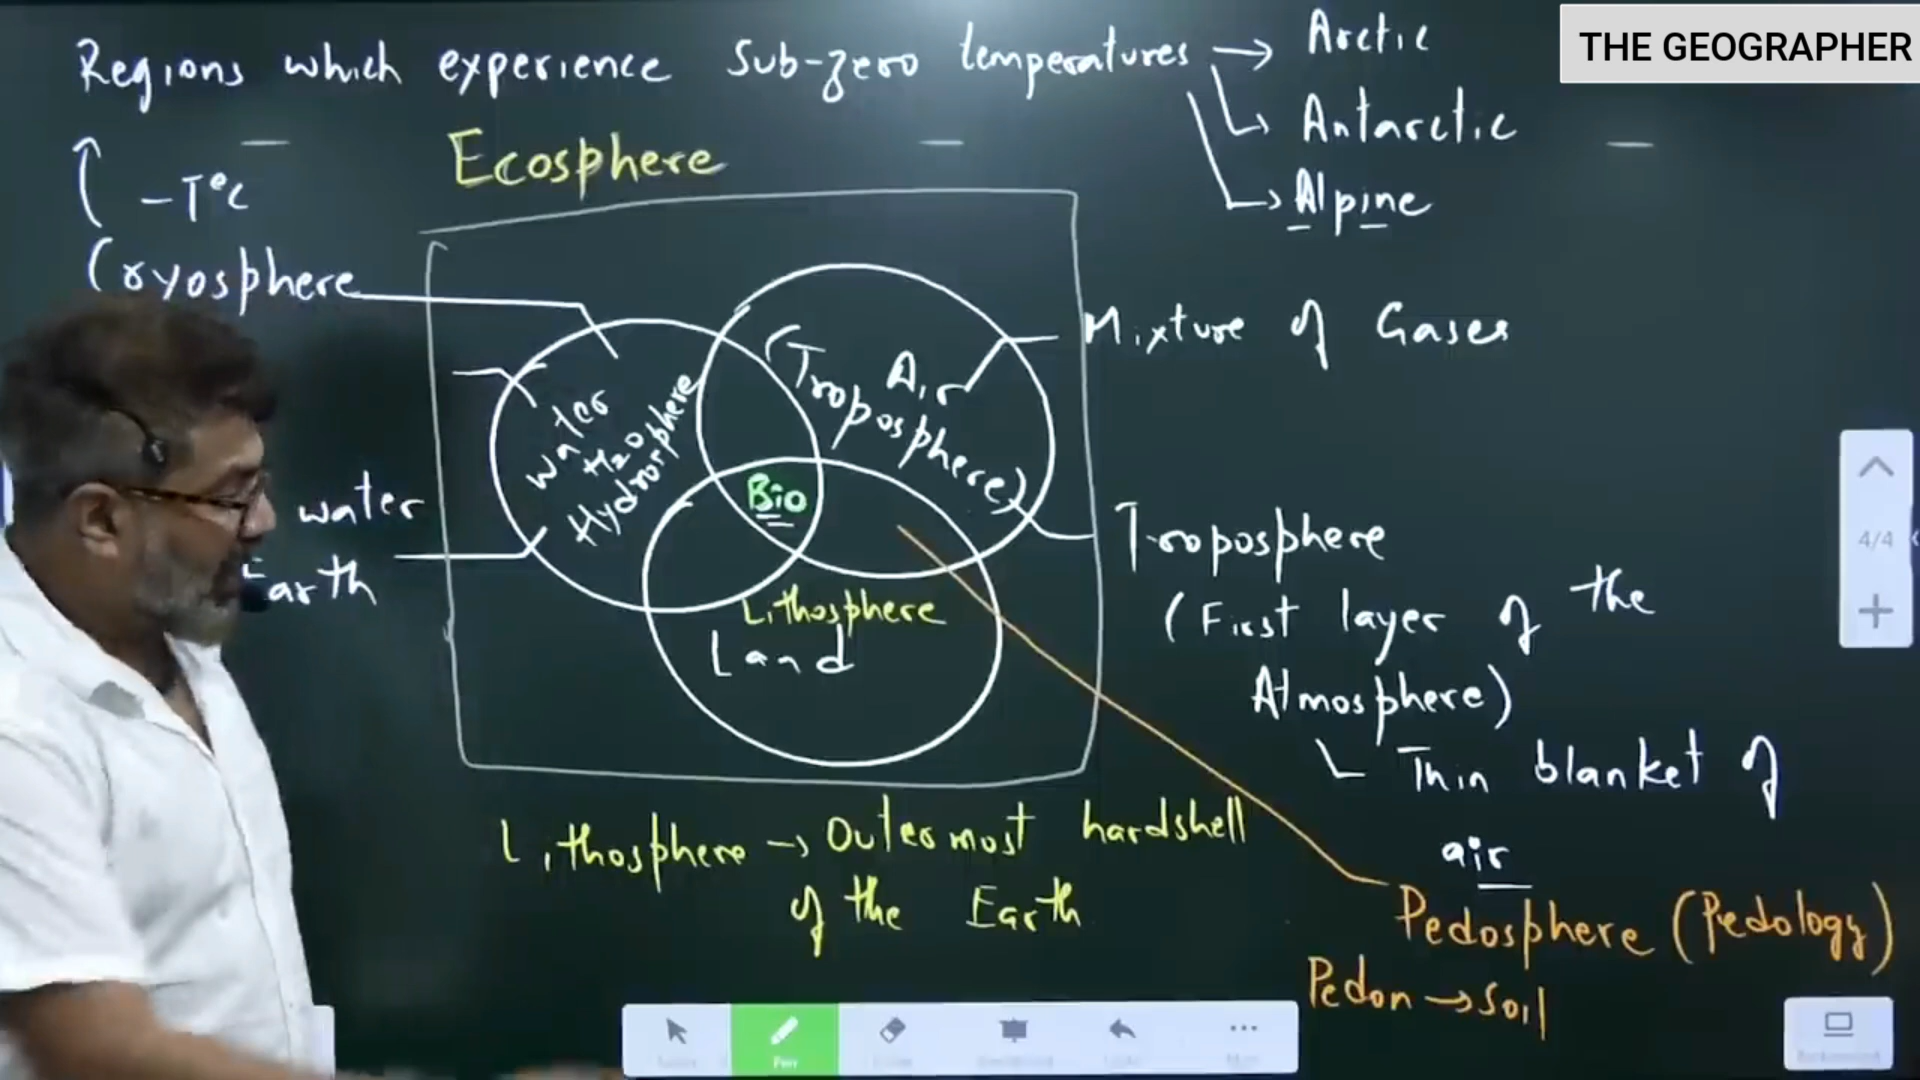 THE GEOGRAPHER
Regions which experience Sub-zero temperatures → Arctic
Antarctic
Alpine
Ecosphere
-T°C
Cryosphere
Mixture of Gases
Air
(Troposphere)
Water
H2O
Hydrosphere
Bio
water
Earth
Lithosphere
Land
Troposphere
(First layer of the
Atmosphere)
Thin blanket of
air
Lithosphere → Outermost hardshell
of the Earth
Pedosphere (Pedology)
Pedon → Soil
4/4
Pen